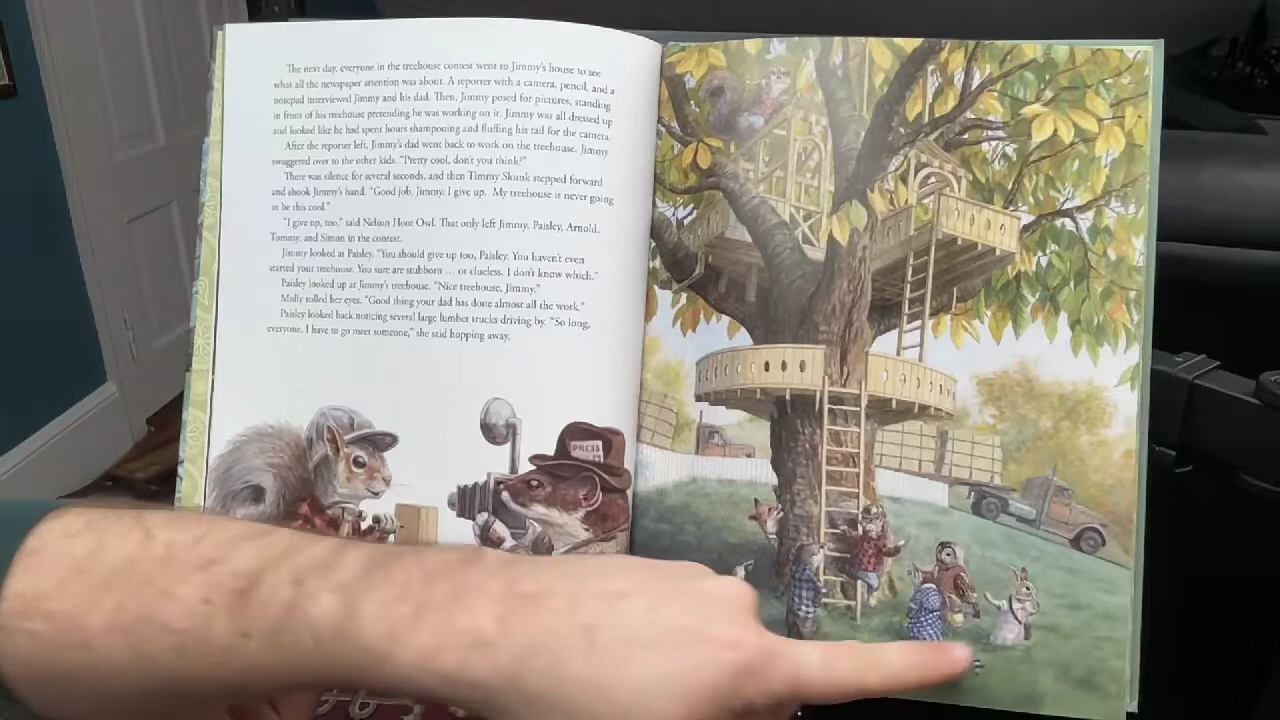 The next day, everyone in the treehouse contest went to Jimmy's house to see
what all the newspaper attention was about. A reporter with a camera, pencil, and a
notepad interviewed Jimmy and his dad. Then, Jimmy posed for pictures, standing
in front of his treehouse pretending he was working on it. Jimmy was all dressed up
and looked like he had spent hours shampooing and fluffing his tail for the camera.
After the reporter left, Jimmy's dad went back to work on the treehouse. Jimmy
swaggered over to the other kids. "Pretty cool, don't you think?"
There was silence for several seconds, and then Timmy Skunk stepped forward
and shook Jimmy's hand. "Good job, Jimmy. I give up. My treehouse is never going
to be this cool."
"I give up, too," said Nelson Hoot Owl. That only left Jimmy, Paisley, Arnold,
Tommy, and Simon in the contest.
Jimmy looked at Paisley. "You should give up too, Paisley. You haven't even
started your treehouse. You sure are stubborn ... or clueless. I don't know which."
Paisley looked up at Jimmy's treehouse. "Nice treehouse, Jimmy."
Molly rolled her eyes. "Good thing your dad has done almost all the work."
Paisley looked back noticing several large lumber trucks driving by. "So long,
everyone. I have to go meet someone," she said hopping away.
PRESS